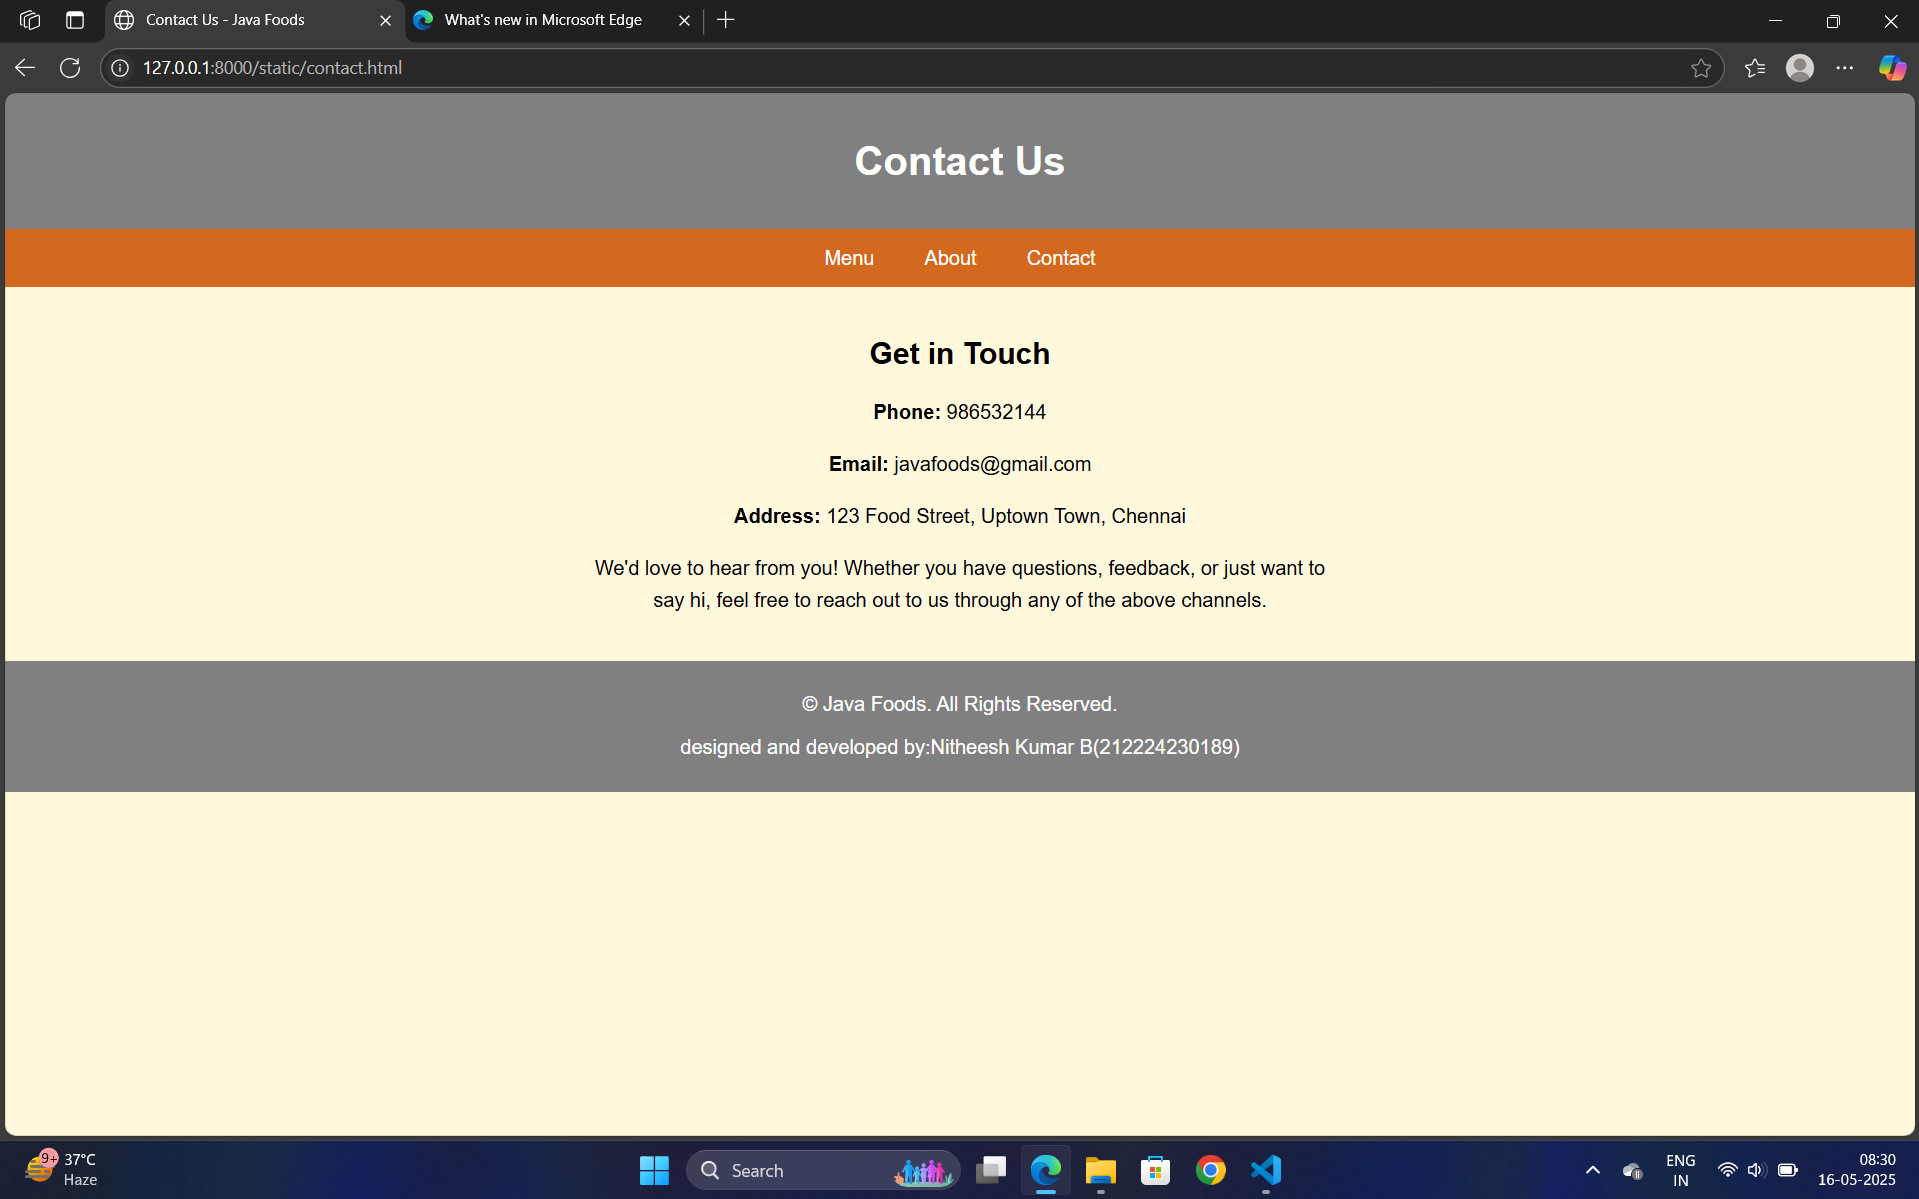 Contact Us - Java Foods
What's new in Microsoft Edge
127.0.0.1:8000/static/contact.html
Contact Us
Menu About Contact
Get in Touch
Phone: 986532144
Email: javafoods@gmail.com
Address: 123 Food Street, Uptown Town, Chennai
We'd love to hear from you! Whether you have questions, feedback, or just want to
say hi, feel free to reach out to us through any of the above channels.
© Java Foods. All Rights Reserved.
designed and developed by:Nitheesh Kumar B(212224230189)
9+
37°C
Haze
Search
ENG
IN
08:30
16-05-2025